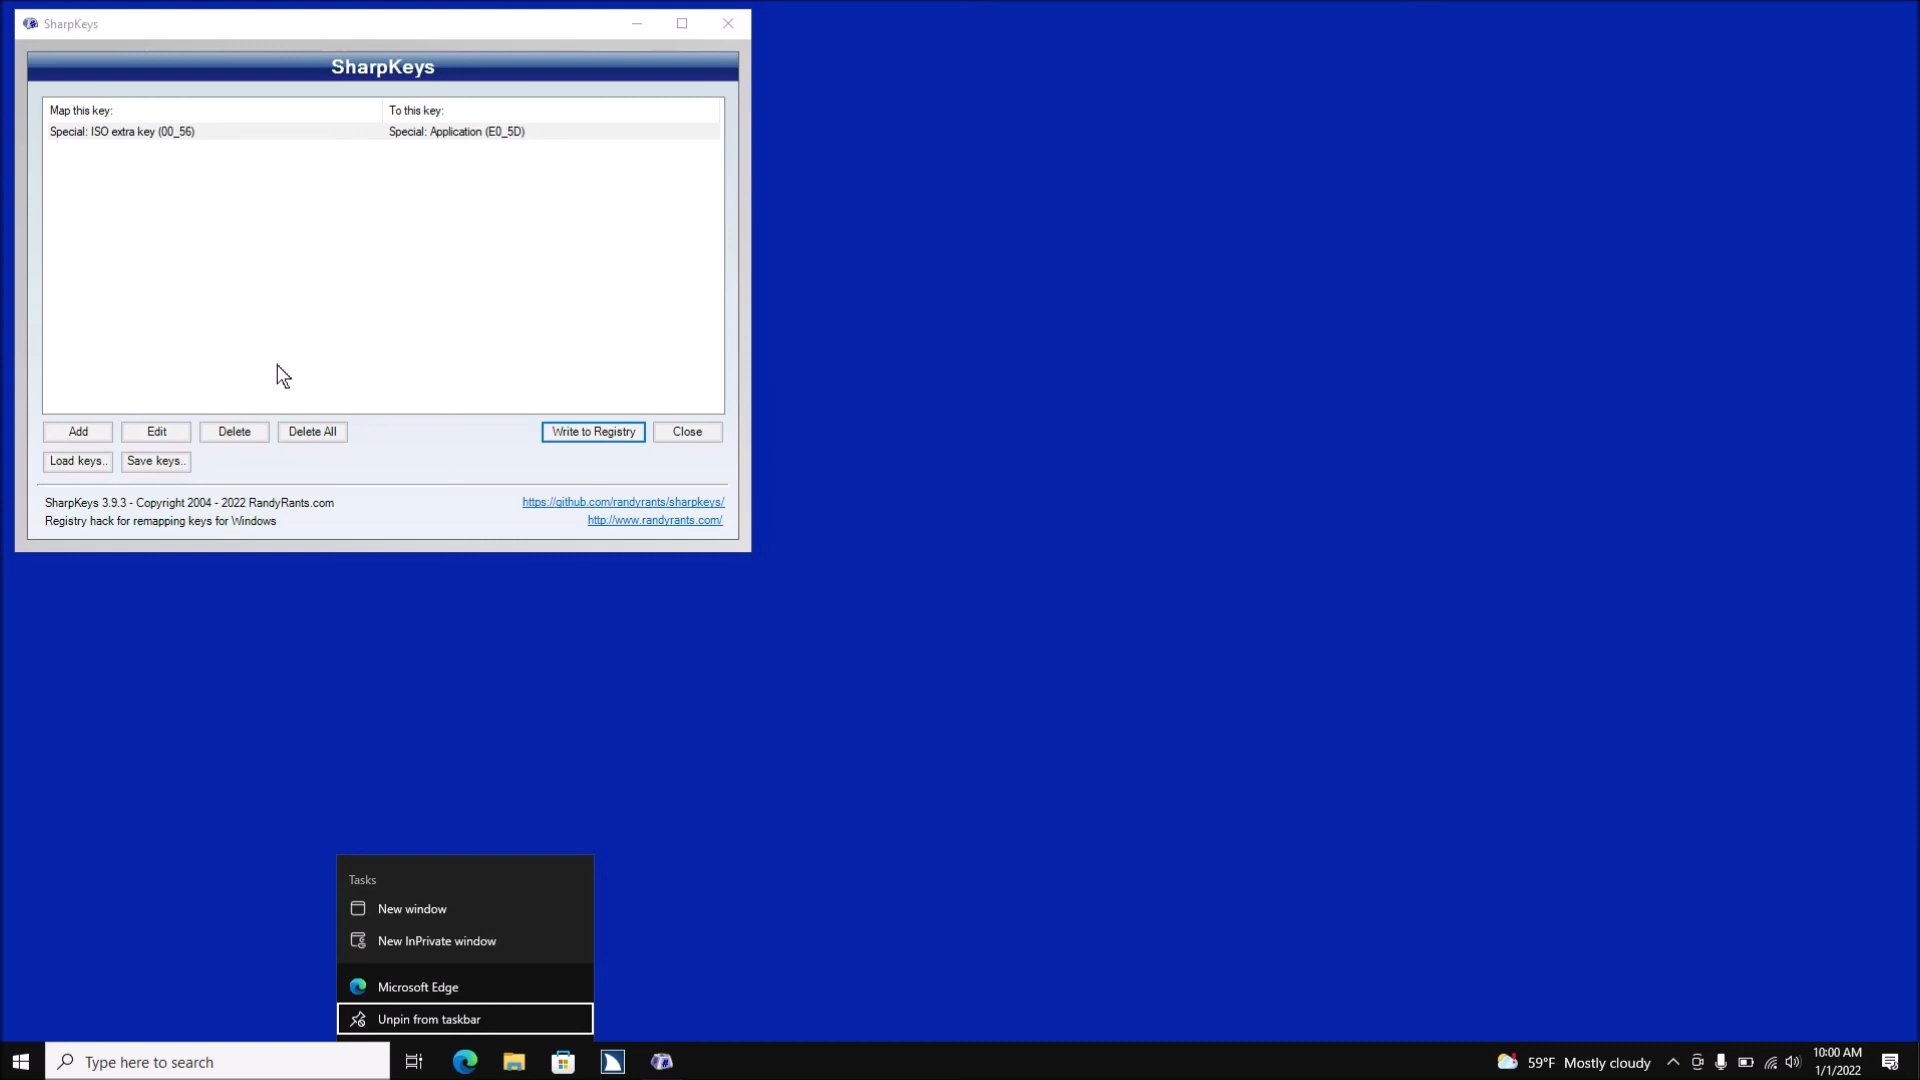 SharpKeys
SharpKeys
Map this key: To this key:
Special: ISO extra key (00_56) Special: Application (E0_5D)
Add Edit Delete Delete All Write to Registry Close
Load keys.. Save keys..
SharpKeys 3.9.3 - Copyright 2004 - 2022 RandyRants.com https://github.com/randyrants/sharpkeys/
Registry hack for remapping keys for Windows http://www.randyrants.com/
Tasks
New window
New InPrivate window
Microsoft Edge
Unpin from taskbar
Type here to search 59°F Mostly cloudy 10:00 AM
1/1/2022